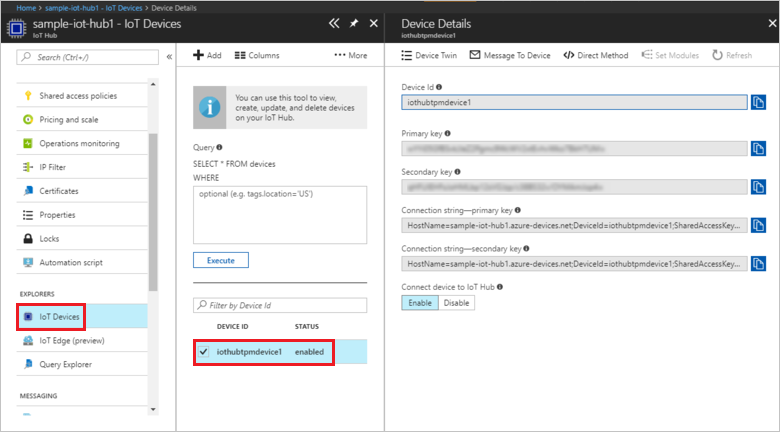 Home > sample-iot-hub1 - IoT Devices > Device Details
sample-iot-hub1 - IoT Devices
IoT Hub
Search (Ctrl+/)
Shared access policies
Pricing and scale
Operations monitoring
IP Filter
Certificates
Properties
Locks
Automation script
EXPLORERS
IoT Devices
IoT Edge (preview)
Query Explorer
MESSAGING
Add
Columns
More
You can use this tool to view,
create, update, and delete devices
on your IoT Hub.
Query
SELECT * FROM devices
WHERE
optional (e.g. tags.location='US')
Execute
Filter by Device Id
DEVICE ID STATUS
iothubtpmdevice1 enabled
Device Details
iothubtpmdevice1
Device Twin
Message To Device
Direct Method
Set Modules
Refresh
Device Id
iothubtpmdevice1
Primary key
Secondary key
Connection string—primary key
HostName=sample-iot-hub1.azure-devices.net;DeviceId=iothubtpmdevice1;SharedAccessKey...
Connection string—secondary key
HostName=sample-iot-hub1.azure-devices.net;DeviceId=iothubtpmdevice1;SharedAccessKey...
Connect device to IoT Hub
Enable Disable